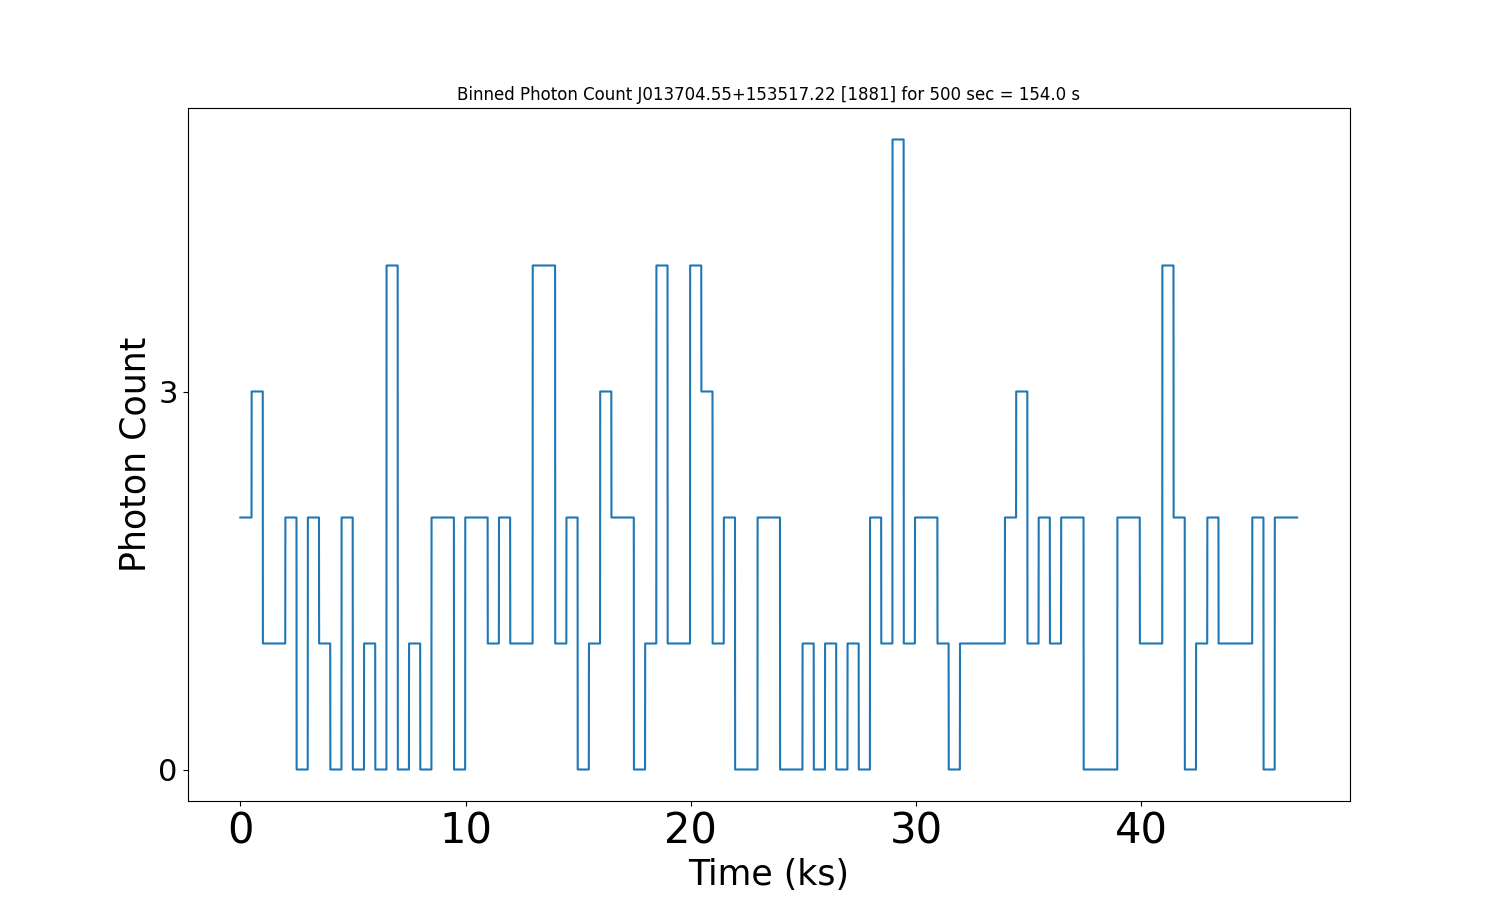 Binned Photon Count J013704.55+153517.22 [1881] for 500 sec = 154.0 s
Photon Count
3
0
0 10 20 30 40
Time (ks)